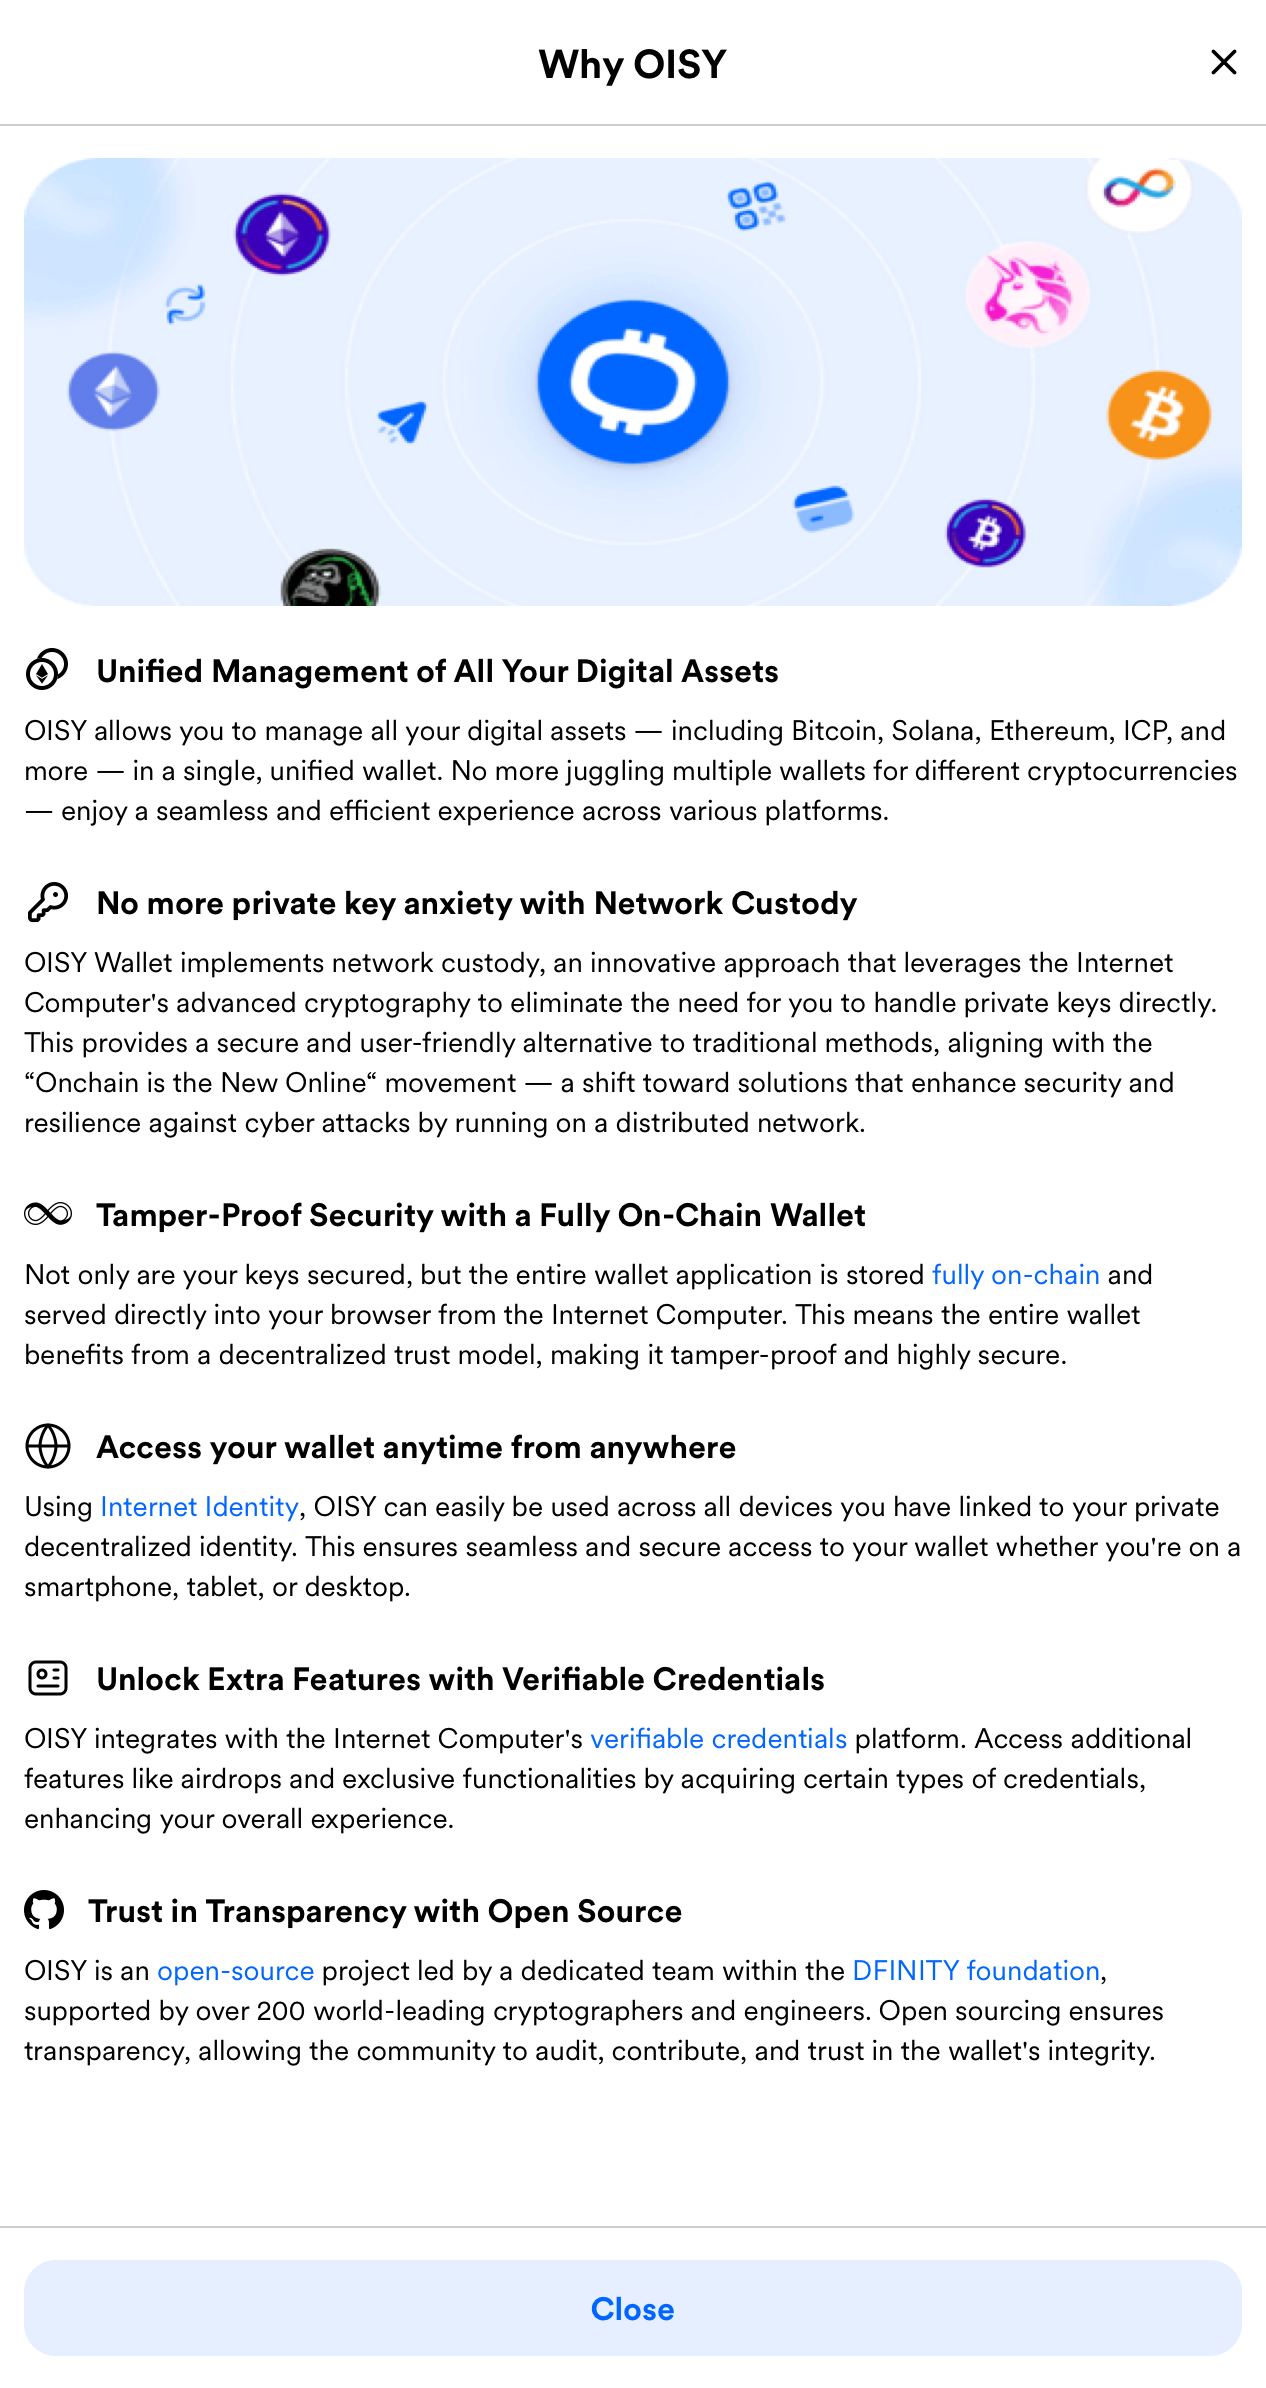 Why OISY
Unified Management of All Your Digital Assets
OISY allows you to manage all your digital assets — including Bitcoin, Solana, Ethereum, ICP, and
more — in a single, unified wallet. No more juggling multiple wallets for different cryptocurrencies
— enjoy a seamless and efficient experience across various platforms.
No more private key anxiety with Network Custody
OISY Wallet implements network custody, an innovative approach that leverages the Internet
Computer's advanced cryptography to eliminate the need for you to handle private keys directly.
This provides a secure and user-friendly alternative to traditional methods, aligning with the
“Onchain is the New Online“ movement — a shift toward solutions that enhance security and
resilience against cyber attacks by running on a distributed network.
Tamper-Proof Security with a Fully On-Chain Wallet
Not only are your keys secured, but the entire wallet application is stored fully on-chain and
served directly into your browser from the Internet Computer. This means the entire wallet
benefits from a decentralized trust model, making it tamper-proof and highly secure.
Access your wallet anytime from anywhere
Using Internet Identity, OISY can easily be used across all devices you have linked to your private
decentralized identity. This ensures seamless and secure access to your wallet whether you're on a
smartphone, tablet, or desktop.
Unlock Extra Features with Verifiable Credentials
OISY integrates with the Internet Computer's verifiable credentials platform. Access additional
features like airdrops and exclusive functionalities by acquiring certain types of credentials,
enhancing your overall experience.
Trust in Transparency with Open Source
OISY is an open-source project led by a dedicated team within the DFINITY foundation,
supported by over 200 world-leading cryptographers and engineers. Open sourcing ensures
transparency, allowing the community to audit, contribute, and trust in the wallet's integrity.
Close